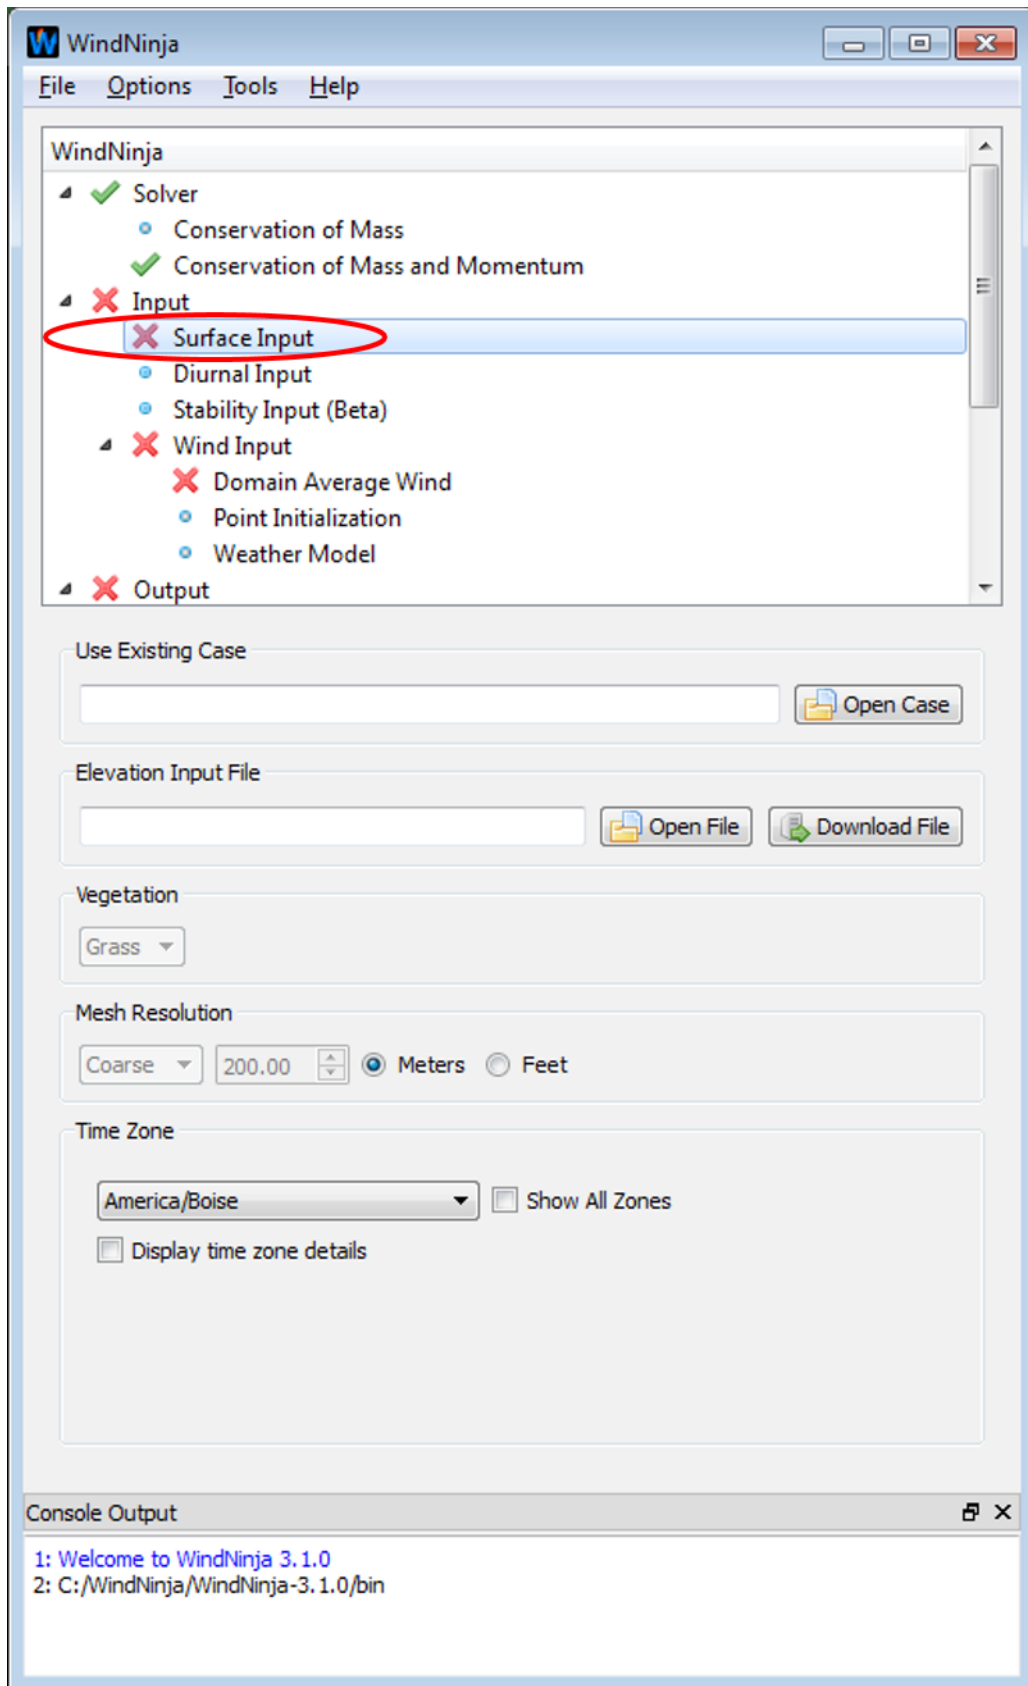 WindNinja
File Options Tools Help
WindNinja
Solver
Conservation of Mass
Conservation of Mass and Momentum
Input
Surface Input
Diurnal Input
Stability Input (Beta)
Wind Input
Domain Average Wind
Point Initialization
Weather Model
Output
Use Existing Case
Open Case
Elevation Input File
Open File Download File
Vegetation
Grass
Mesh Resolution
Coarse 200.00 Meters Feet
Time Zone
America/Boise Show All Zones
Display time zone details
Console Output
1: Welcome to WindNinja 3.1.0
2: C:/WindNinja/WindNinja-3.1.0/bin